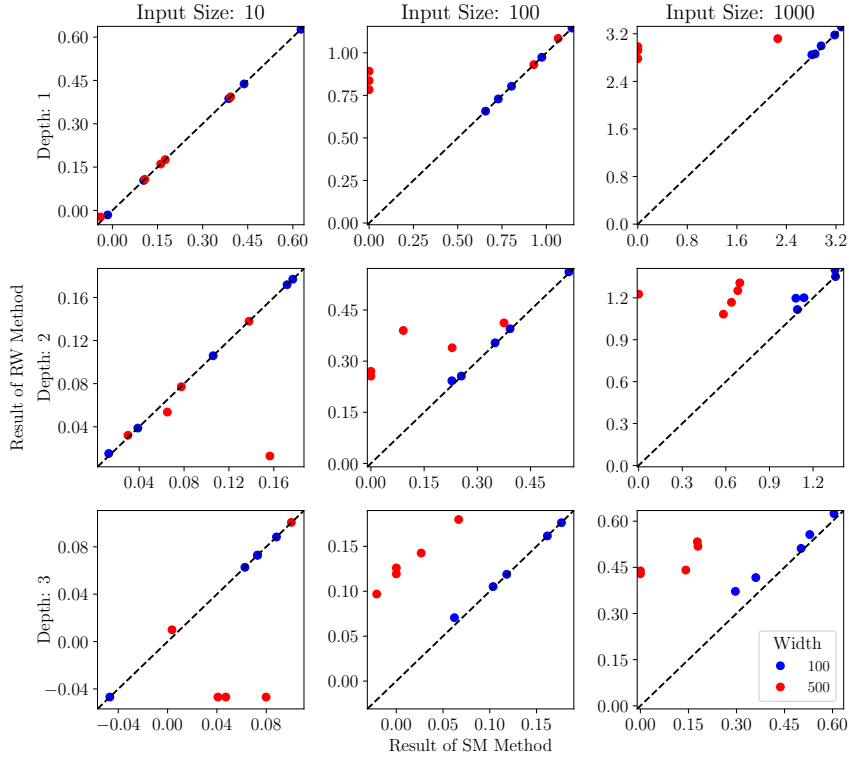 Input Size: 10
Input Size: 100
Input Size: 1000
Depth: 1
0.60
0.45
0.30
0.15
0.00
0.00 0.15 0.30 0.45 0.60
1.00
0.75
0.50
0.25
0.00
0.00 0.25 0.50 0.75 1.00
3.2
2.4
1.6
0.8
0.0
0.0 0.8 1.6 2.4 3.2
Result of RW Method
Depth: 2
0.16
0.12
0.08
0.04
0.04 0.08 0.12 0.16
0.45
0.30
0.15
0.00
0.00 0.15 0.30 0.45
1.2
0.9
0.6
0.3
0.0
0.0 0.3 0.6 0.9 1.2
Depth: 3
0.08
0.04
0.00
−0.04
−0.04 0.00 0.04 0.08
0.15
0.10
0.05
0.00
0.00 0.05 0.10 0.15
0.60
0.45
0.30
0.15
0.00
0.00 0.15 0.30 0.45 0.60
Width
100
500
Result of SM Method